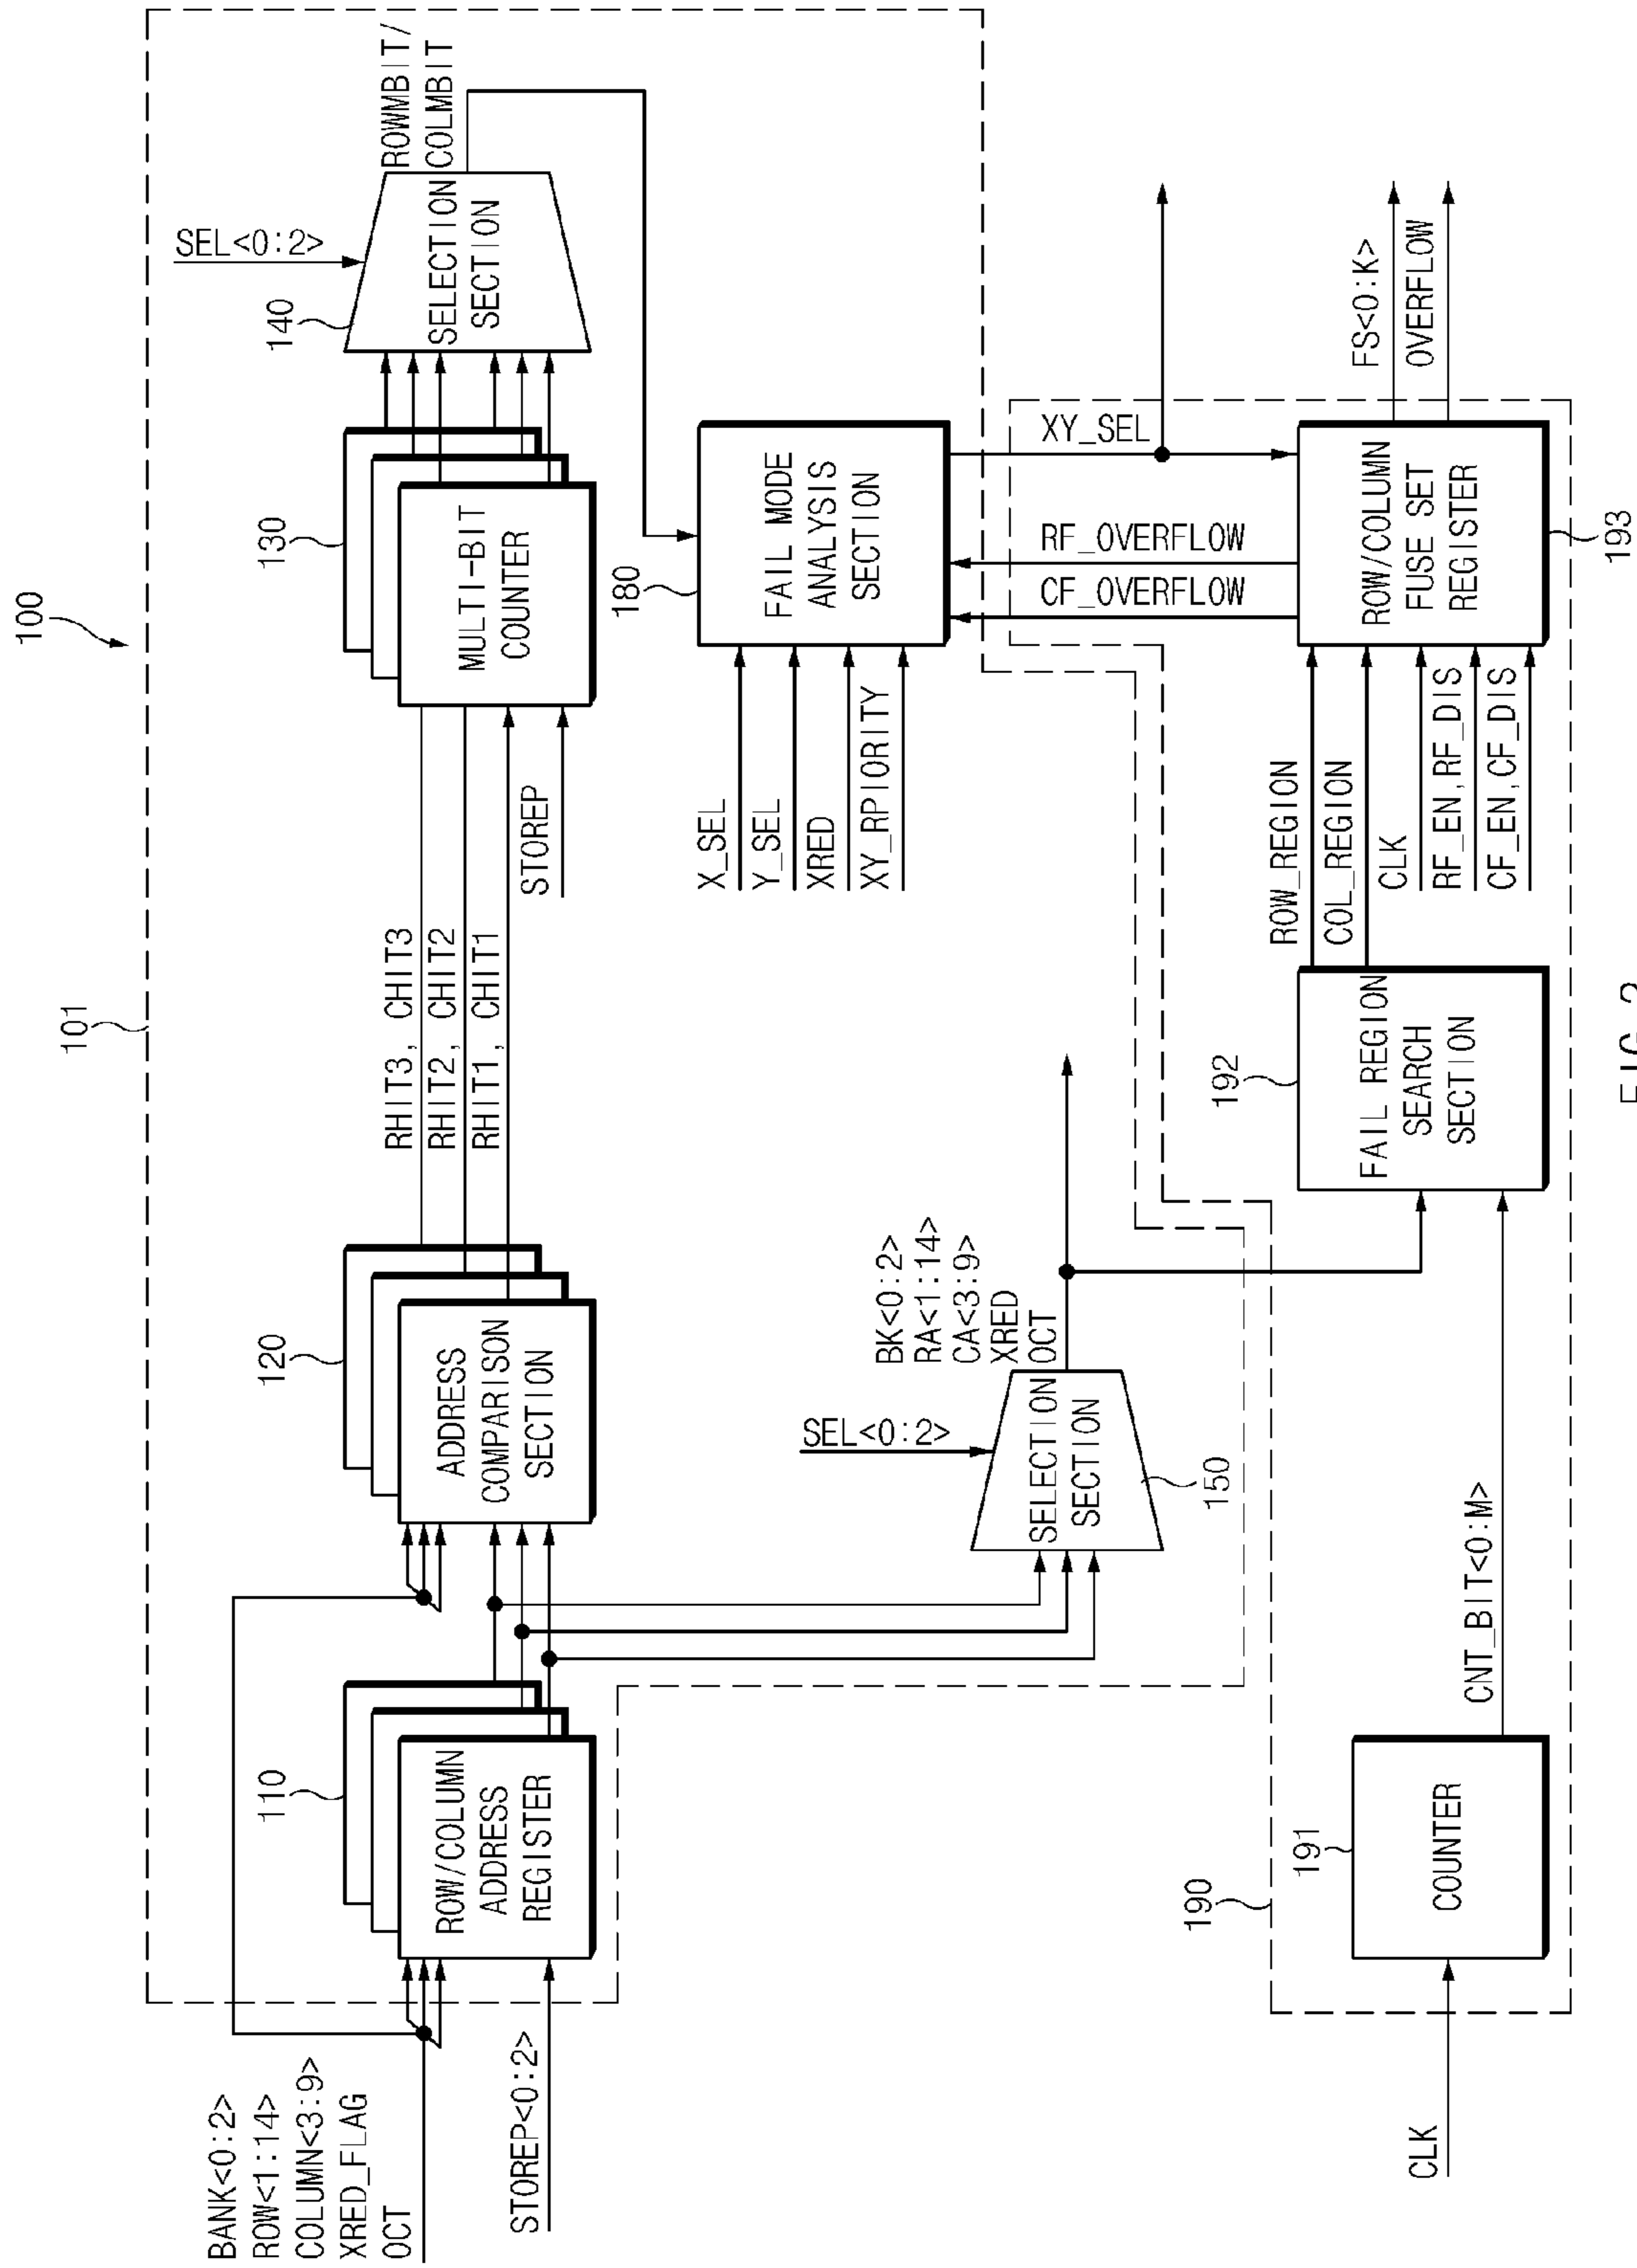 100
101
BANK<0:2>
ROW<1:14>
COLUMN<3:9>
XRED_FLAG
OCT
STOREP<0:2>
110
ROW/COLUMN
ADDRESS
REGISTER
120
ADDRESS
COMPARISON
SECTION
RHIT3, CHIT3
RHIT2, CHIT2
RHIT1, CHIT1
STOREP
130
MULTI-BIT
COUNTER
SEL<0:2>
140
SELECTION
SECTION
ROWMBIT/
COLMBIT
X_SEL
Y_SEL
XRED
XY_RPIORITY
180
FAIL MODE
ANALYSIS
SECTION
SEL<0:2>
SELECTION
SECTION
150
BK<0:2>
RA<1:14>
CA<3:9>
XRED
OCT
XY_SEL
RF_OVERFLOW
CF_OVERFLOW
190
CLK
191
COUNTER
CNT_BIT<0:M>
192
FAIL REGION
SEARCH
SECTION
ROW_REGION
COL_REGION
CLK
RF_EN,RF_DIS
CF_EN,CF_DIS
ROW/COLUMN
FUSE SET
REGISTER
193
FS<0:K>
OVERFLOW